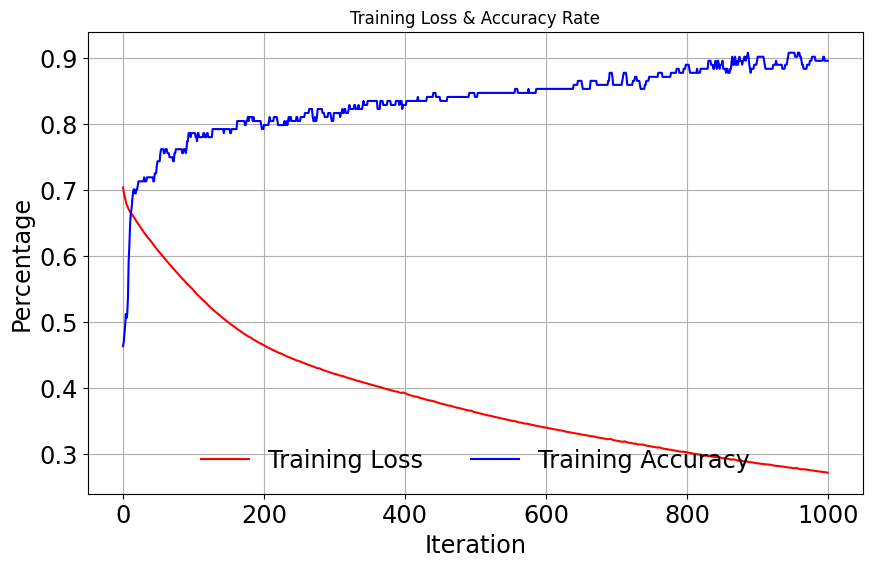 Training Loss & Accuracy Rate
0.9
0.8
0.7
0.6
0.5
0.4
0.3
Percentage
Training Loss
Training Accuracy
0
200
400
600
800
1000
Iteration